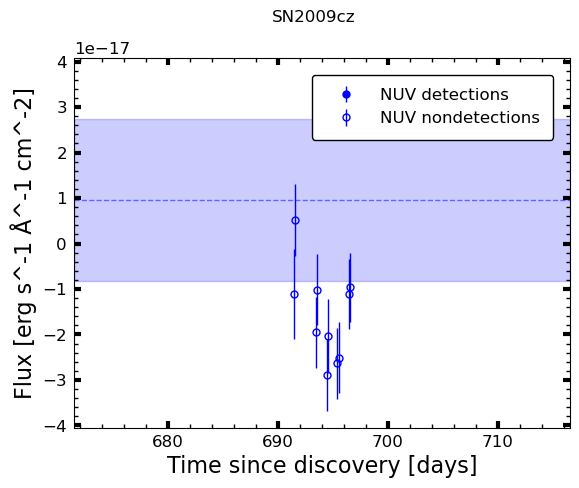 SN2009cz
1e−17
NUV detections
NUV nondetections
4
3
2
1
0
−1
−2
−3
−4
Flux [erg s^-1 Å^-1 cm^-2]
680
690
700
710
Time since discovery [days]